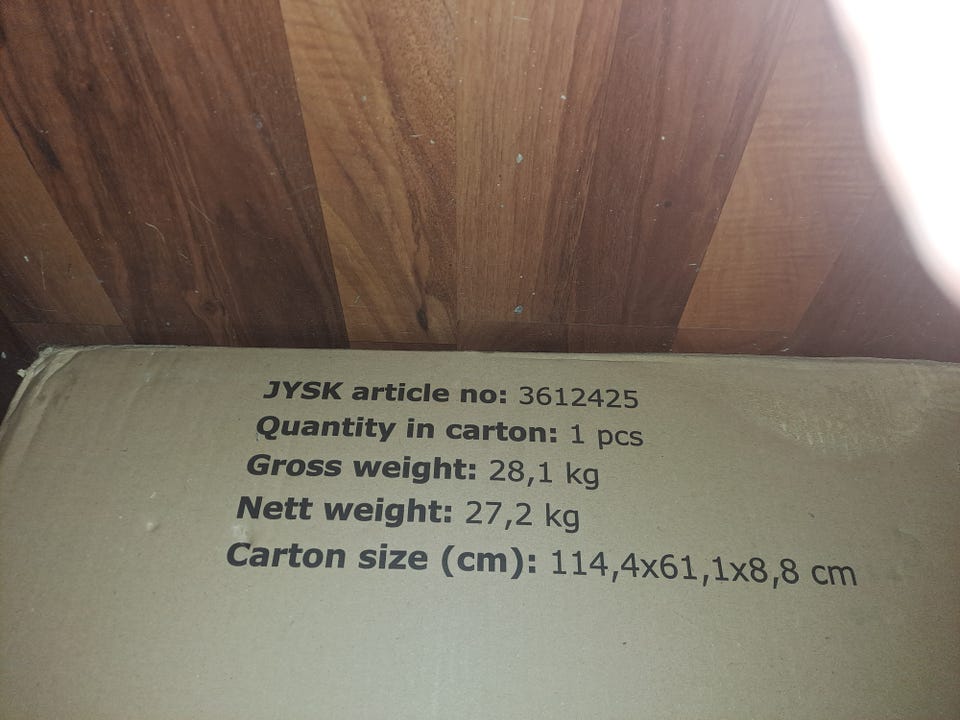 JYSK article no: 3612425
Quantity in carton: 1 pcs
Gross weight: 28,1 kg
Nett weight: 27,2 kg
Carton size (cm): 114,4x61,1x8,8 cm